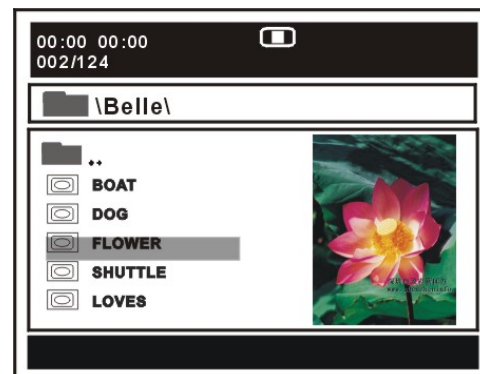 00:00 00:00
002/124
\Belle\
..
BOAT
DOG
FLOWER
SHUTTLE
LOVES